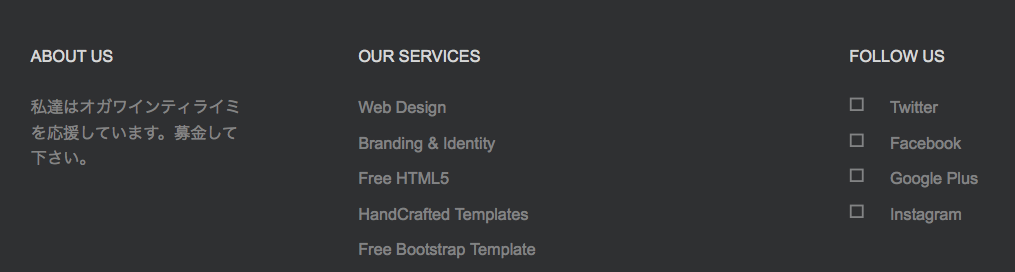 ABOUT US
私達はオガワインティライミ
を応援しています。募金して
下さい。
OUR SERVICES
Web Design
Branding & Identity
Free HTML5
HandCrafted Templates
Free Bootstrap Template
FOLLOW US
Twitter
Facebook
Google Plus
Instagram